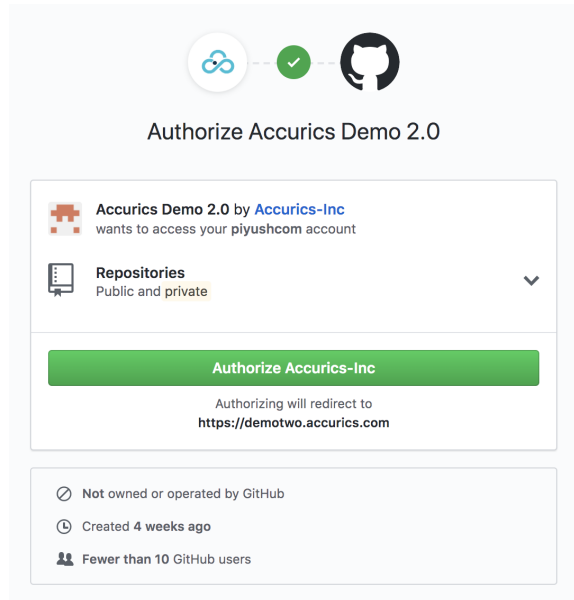 Authorize Accurics Demo 2.0
Accurics Demo 2.0 by Accurics-Inc
wants to access your piyushcom account
Repositories
Public and private
Authorize Accurics-Inc
Authorizing will redirect to
https://demotwo.accurics.com
Not owned or operated by GitHub
Created 4 weeks ago
Fewer than 10 GitHub users